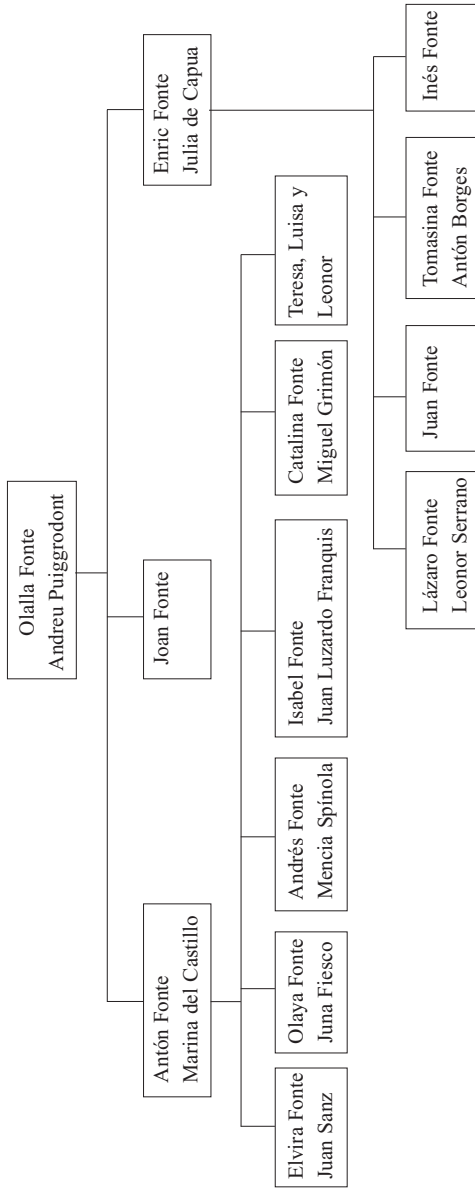 Olalla Fonte
Andreu Puiggrodont
Antón Fonte
Marina del Castillo
Joan Fonte
Enric Fonte
Julia de Capua
Elvira Fonte
Juan Sanz
Olaya Fonte
Juna Fiesco
Andrés Fonte
Mencia Spínola
Isabel Fonte
Juan Luzardo Franquis
Catalina Fonte
Miguel Grimón
Teresa, Luisa y
Leonor
Lázaro Fonte
Leonor Serrano
Juan Fonte
Tomasina Fonte
Antón Borges
Inés Fonte